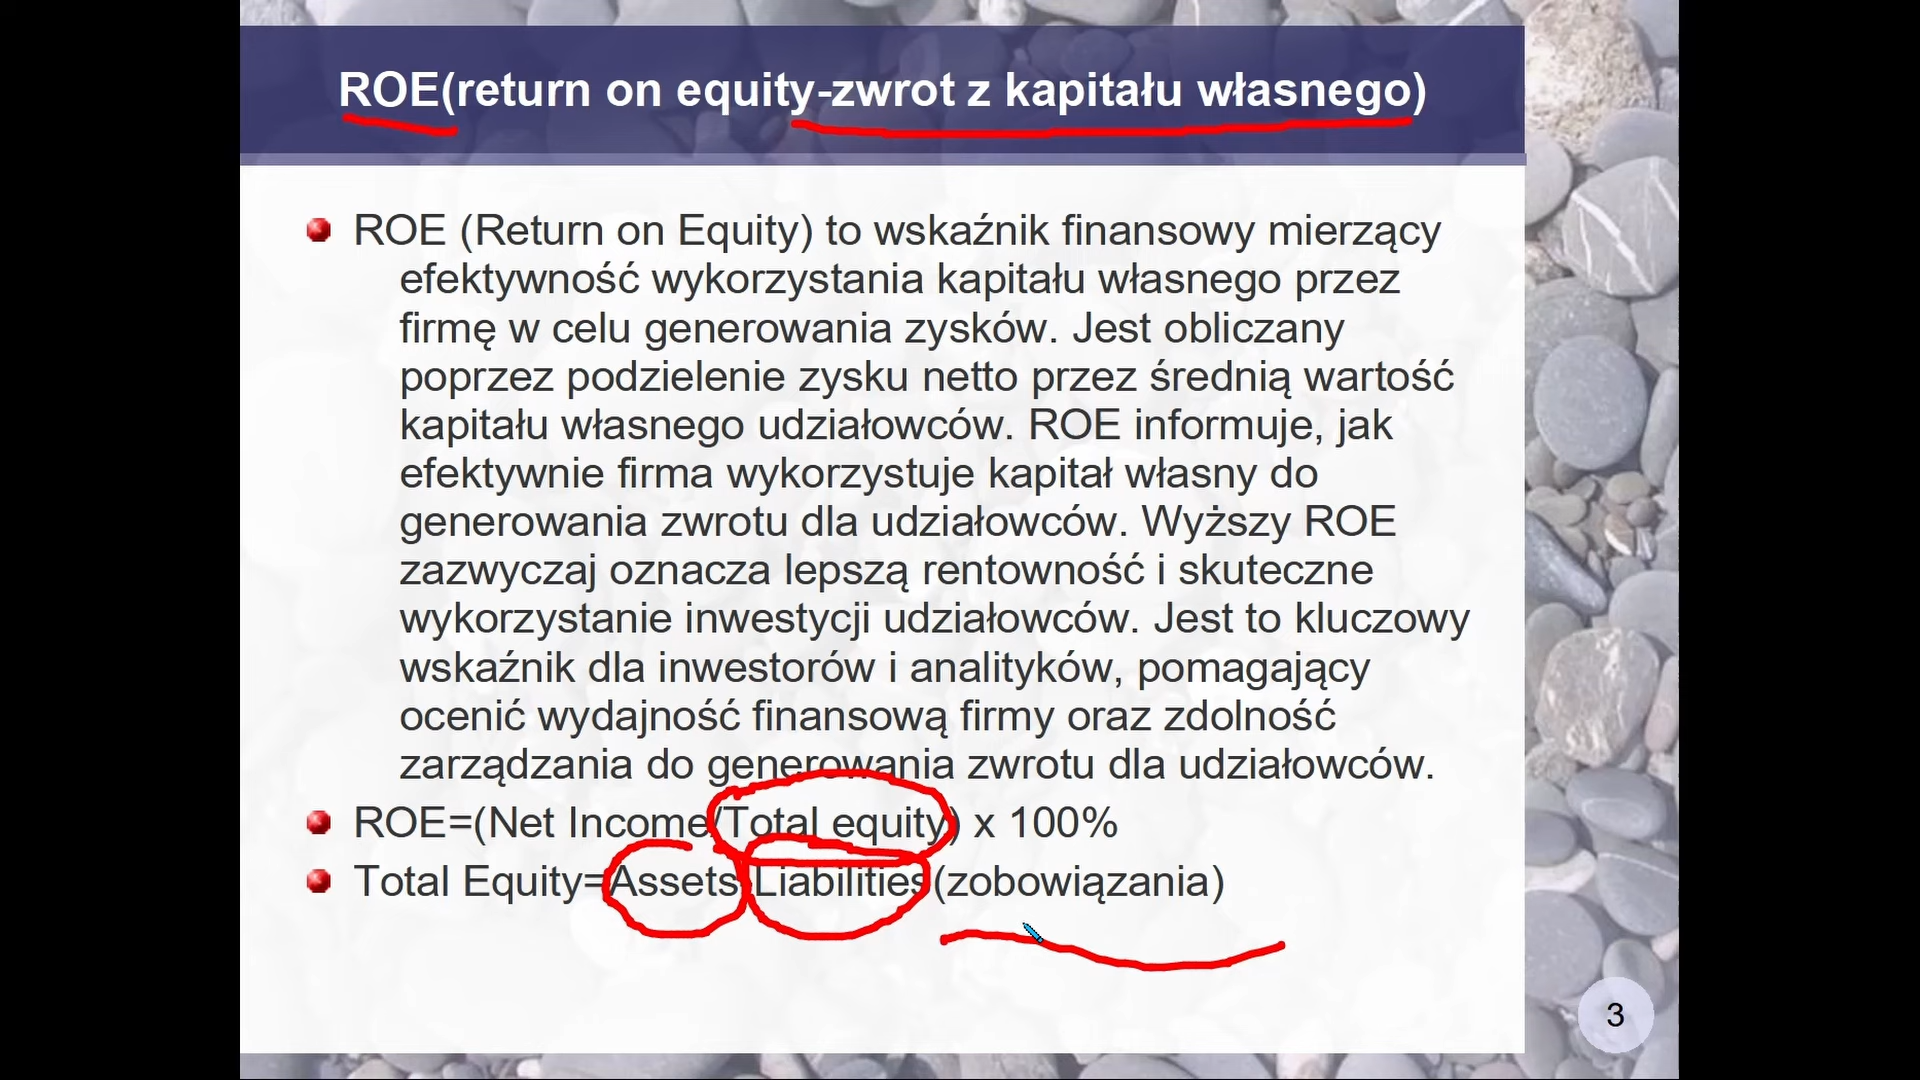 ROE(return on equity-zwrot z kapitału własnego)
ROE (Return on Equity) to wskaźnik finansowy mierzący
efektywność wykorzystania kapitału własnego przez
firmę w celu generowania zysków. Jest obliczany
poprzez podzielenie zysku netto przez średnią wartość
kapitału własnego udziałowców. ROE informuje, jak
efektywnie firma wykorzystuje kapitał własny do
generowania zwrotu dla udziałowców. Wyższy ROE
zazwyczaj oznacza lepszą rentowność i skuteczne
wykorzystanie inwestycji udziałowców. Jest to kluczowy
wskaźnik dla inwestorów i analityków, pomagający
ocenić wydajność finansową firmy oraz zdolność
zarządzania do generowania zwrotu dla udziałowców.
ROE=(Net Income/Total equity) x 100%
Total Equity=Assets-Liabilities(zobowiązania)
3